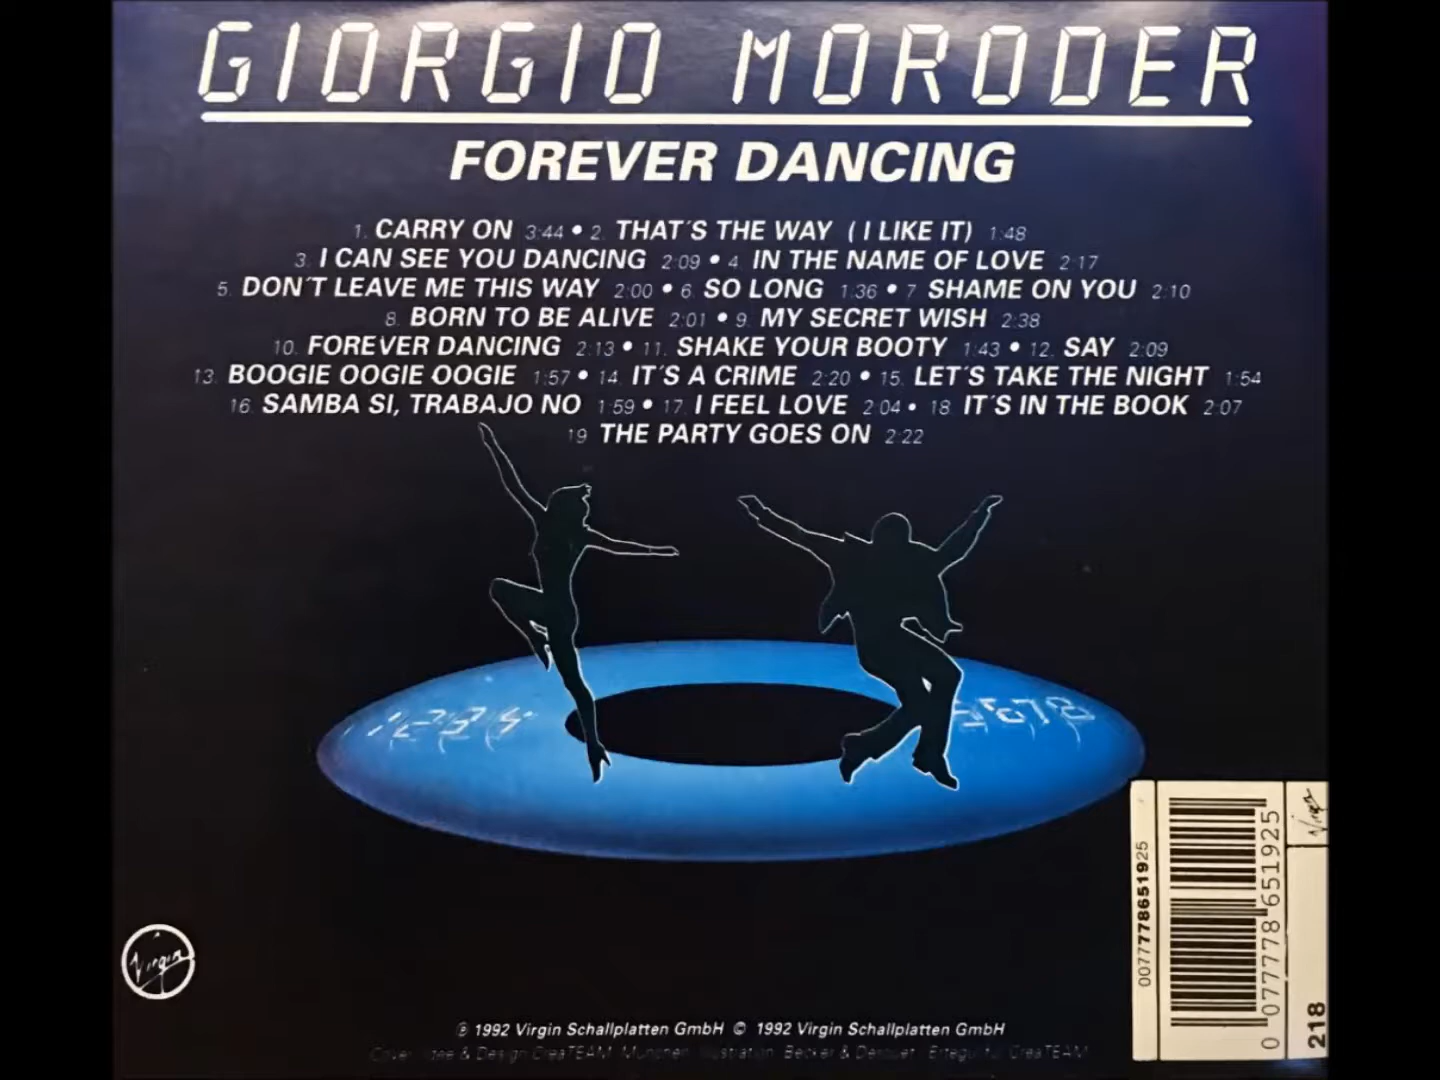 GIORGIO MORODER
FOREVER DANCING
1. CARRY ON 3:44 • 2. THAT´S THE WAY ( I LIKE IT) 1:48
3. I CAN SEE YOU DANCING 2:09 • 4. IN THE NAME OF LOVE 2:17
5. DON´T LEAVE ME THIS WAY 2:00 • 6. SO LONG 1:36 • 7. SHAME ON YOU 2:10
8. BORN TO BE ALIVE 2:01 • 9. MY SECRET WISH 2:38
10. FOREVER DANCING 2:13 • 11. SHAKE YOUR BOOTY 1:43 • 12. SAY 2:09
13. BOOGIE OOGIE OOGIE 1:57 • 14. IT´S A CRIME 2:20 • 15. LET´S TAKE THE NIGHT 1:54
16. SAMBA SI, TRABAJO NO 1:59 • 17. I FEEL LOVE 2:04 • 18. IT´S IN THE BOOK 2:07
19. THE PARTY GOES ON 2:22
1 2 3 4
5 6 7 8
Virgin
0077778651925
0 077778 651925
Virgin
218
℗ 1992 Virgin Schallplatten GmbH © 1992 Virgin Schallplatten GmbH
Cover & Design CreaTEAM München Becker & CreaTEAM